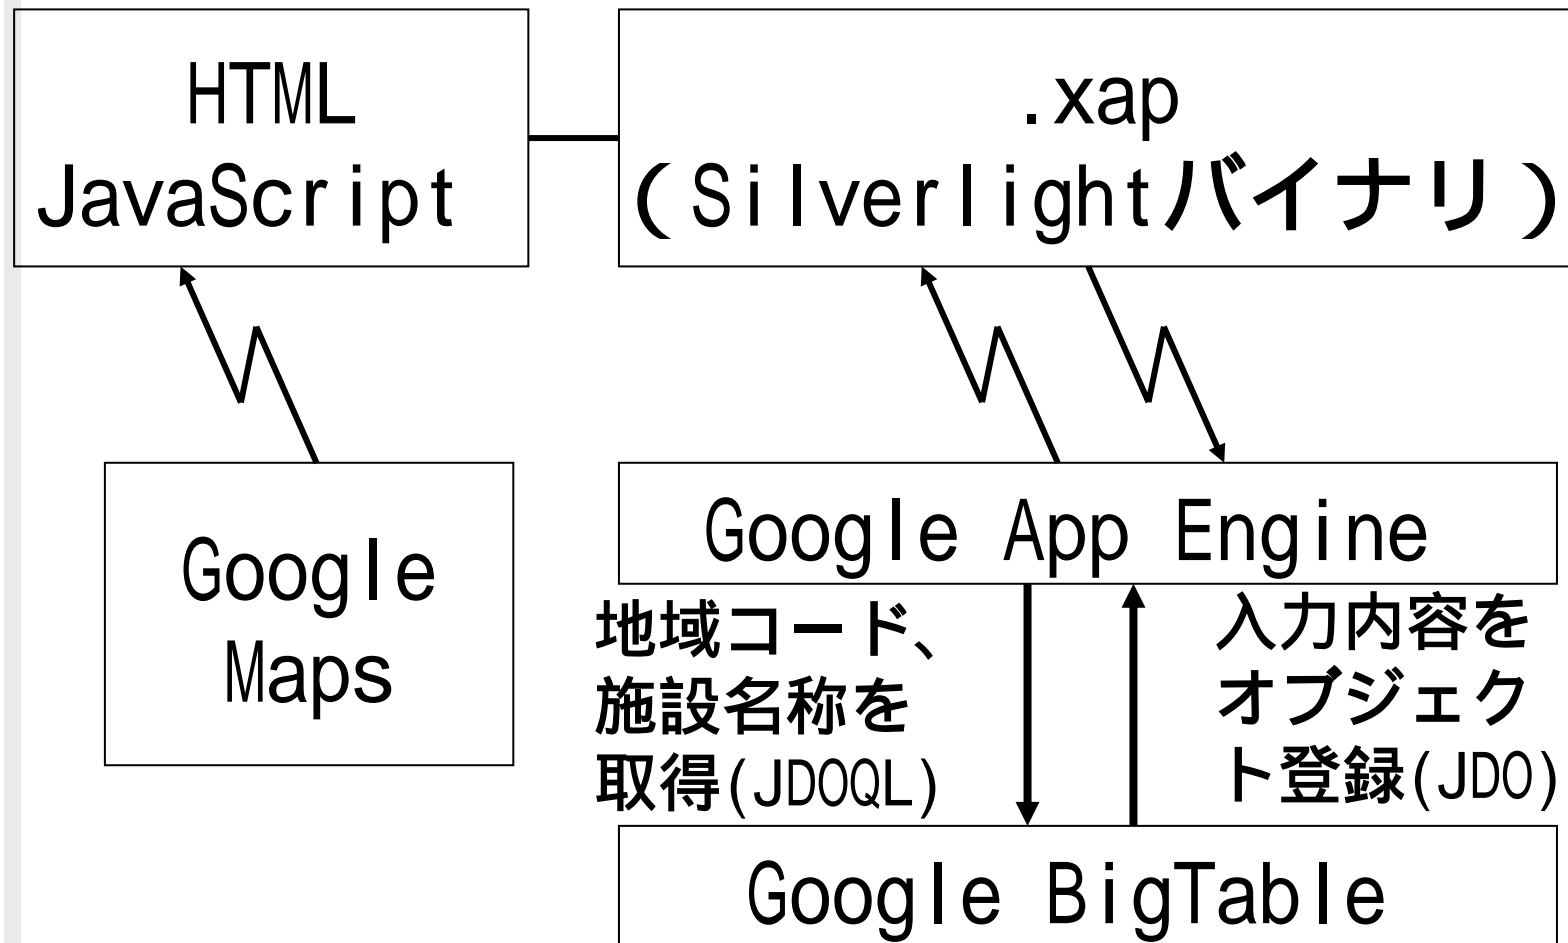 HTML
JavaScript
.xap
(Silverlightバイナリ)
Google
Maps
Google App Engine
地域コード、
施設名称を
取得(JDOQL)
入力内容を
オブジェク
ト登録(JDO)
Google BigTable